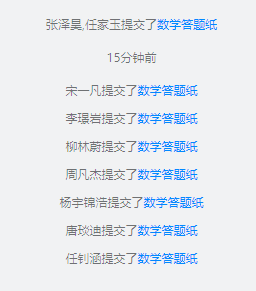 张泽昊,任家玉提交了数学答题纸
15分钟前
宋一凡提交了数学答题纸
李璟岩提交了数学答题纸
柳林蔚提交了数学答题纸
周凡杰提交了数学答题纸
杨宇锦浩提交了数学答题纸
唐琰迪提交了数学答题纸
任钊涵提交了数学答题纸